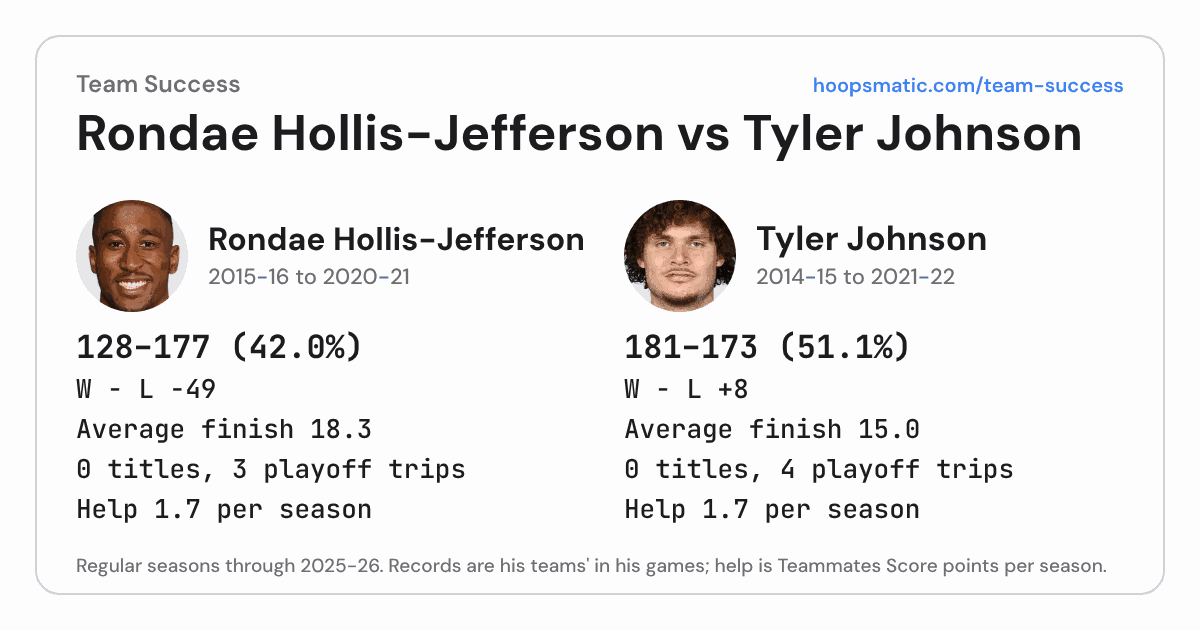 Team Success
hoopsmatic.com/team-success
Rondae Hollis-Jefferson vs Tyler Johnson
Rondae Hollis-Jefferson
2015-16 to 2020-21
128-177 (42.0%)
W - L -49
Average finish 18.3
0 titles, 3 playoff trips
Help 1.7 per season
Tyler Johnson
2014-15 to 2021-22
181-173 (51.1%)
W - L +8
Average finish 15.0
0 titles, 4 playoff trips
Help 1.7 per season
Regular seasons through 2025-26. Records are his teams' in his games; help is Teammates Score points per season.